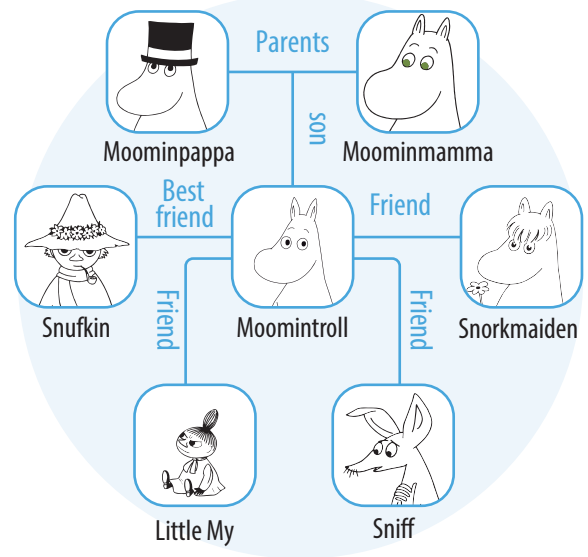 Parents
Moominpappa
son
Moominmamma
Best
friend
Friend
Snufkin
Friend
Moomintroll
Friend
Snorkmaiden
Little My
Sniff